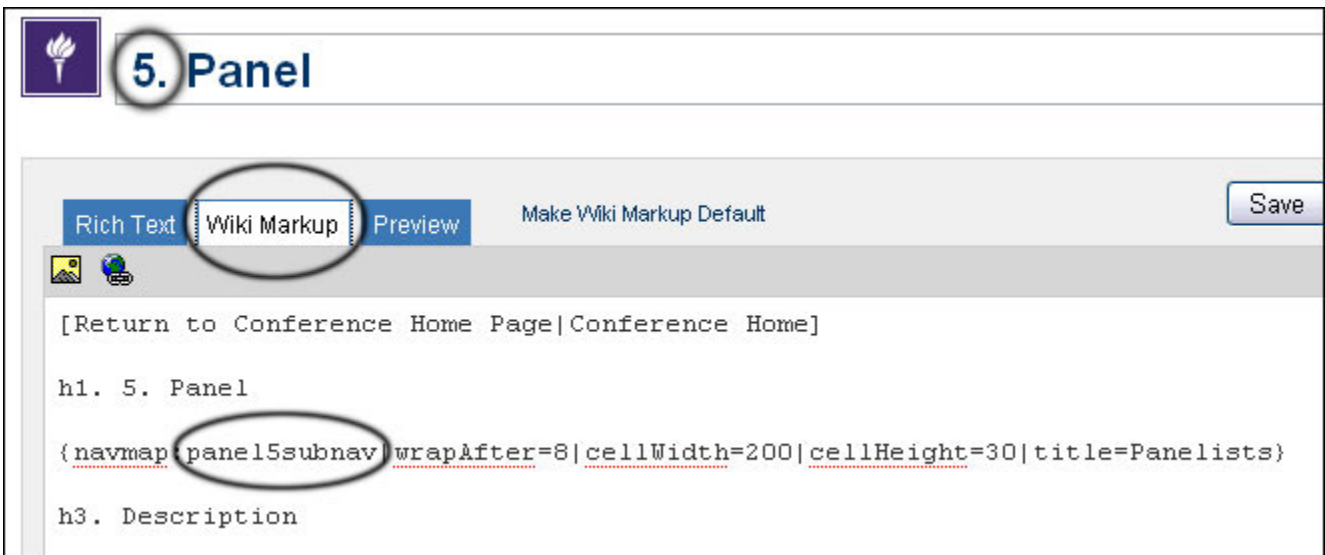 5. Panel
Rich Text Wiki Markup Preview Make Wiki Markup Default Save
[Return to Conference Home Page|Conference Home]
h1. 5. Panel
{navmap:panel5subnav|wrapAfter=8|cellWidth=200|cellHeight=30|title=Panelists}
h3. Description